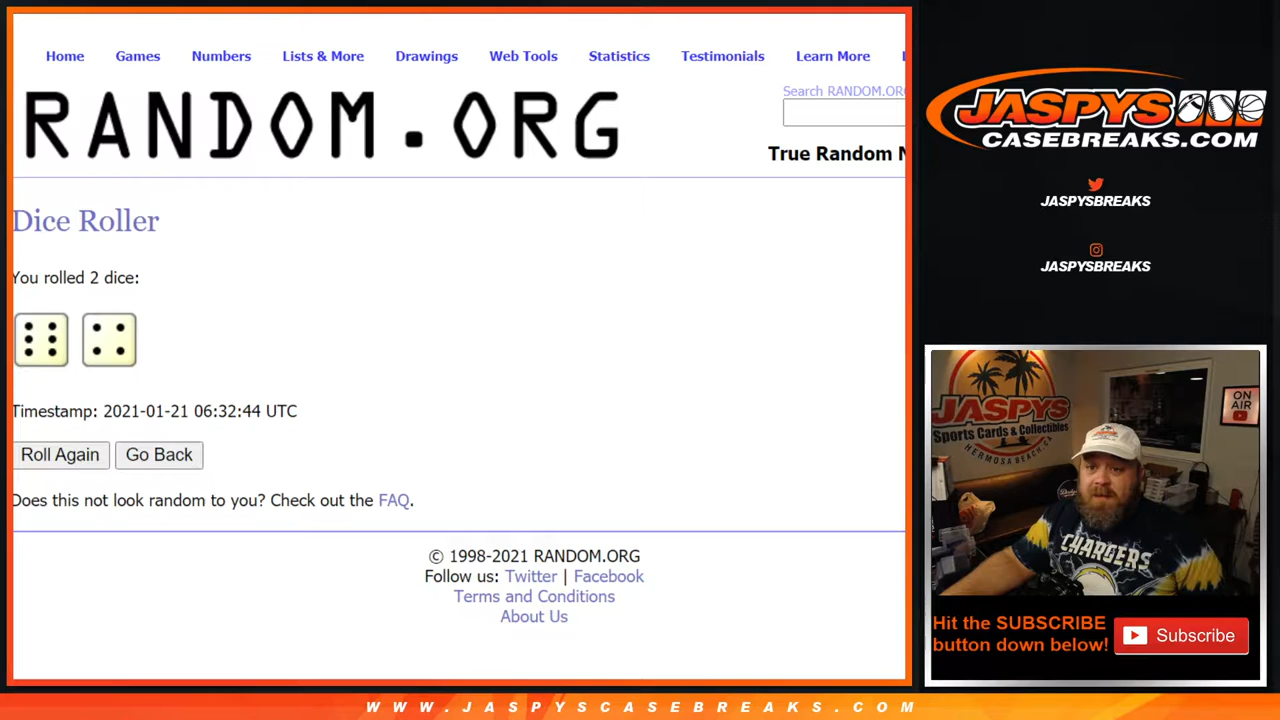 Home Games Numbers Lists & More Drawings Web Tools Statistics Testimonials Learn More
RANDOM.ORG
Search RANDOM.ORG
True Random N
Dice Roller
You rolled 2 dice:
Timestamp: 2021-01-21 06:32:44 UTC
Roll Again Go Back
Does this not look random to you? Check out the FAQ.
© 1998-2021 RANDOM.ORG
Follow us: Twitter | Facebook
Terms and Conditions
About Us
JASPYS
CASEBREAKS.COM
JASPYSBREAKS
JASPYSBREAKS
JASPYS
Sports Cards & Collectibles
HERMOSA BEACH, CA
ON
AIR
CHARGERS
Hit the SUBSCRIBE
button down below!
Subscribe
WWW.JASPYSCASEBREAKS.COM